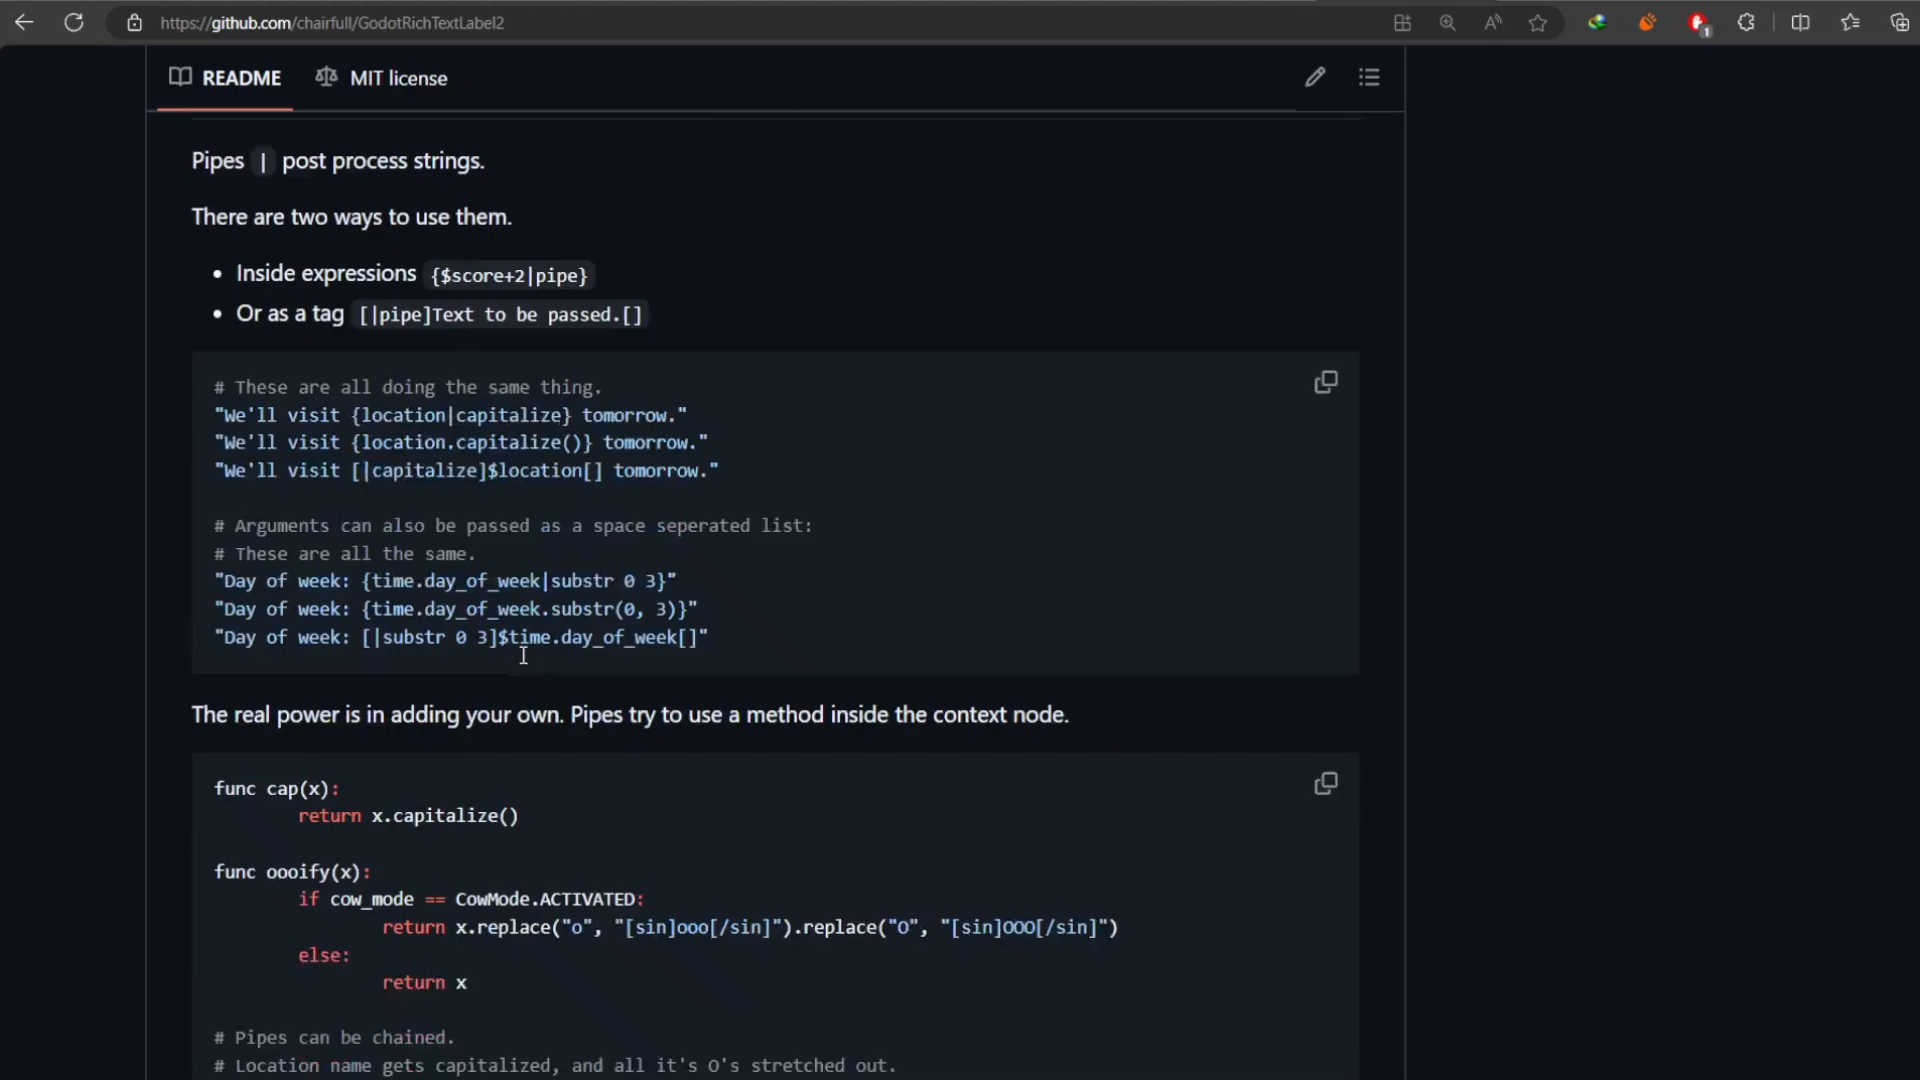 https://github.com/chairfull/GodotRichTextLabel2
1
README MIT license
Pipes | post process strings.
There are two ways to use them.
• Inside expressions {$score+2|pipe}
• Or as a tag [|pipe]Text to be passed.[]
# These are all doing the same thing.
"We'll visit {location|capitalize} tomorrow."
"We'll visit {location.capitalize()} tomorrow."
"We'll visit [|capitalize]$location[] tomorrow."
# Arguments can also be passed as a space seperated list:
# These are all the same.
"Day of week: {time.day_of_week|substr 0 3}"
"Day of week: {time.day_of_week.substr(0, 3)}"
"Day of week: [|substr 0 3]$time.day_of_week[]"
The real power is in adding your own. Pipes try to use a method inside the context node.
func cap(x):
return x.capitalize()
func oooify(x):
if cow_mode == CowMode.ACTIVATED:
return x.replace("o", "[sin]ooo[/sin]").replace("O", "[sin]OOO[/sin]")
else:
return x
# Pipes can be chained.
# Location name gets capitalized, and all it's O's stretched out.